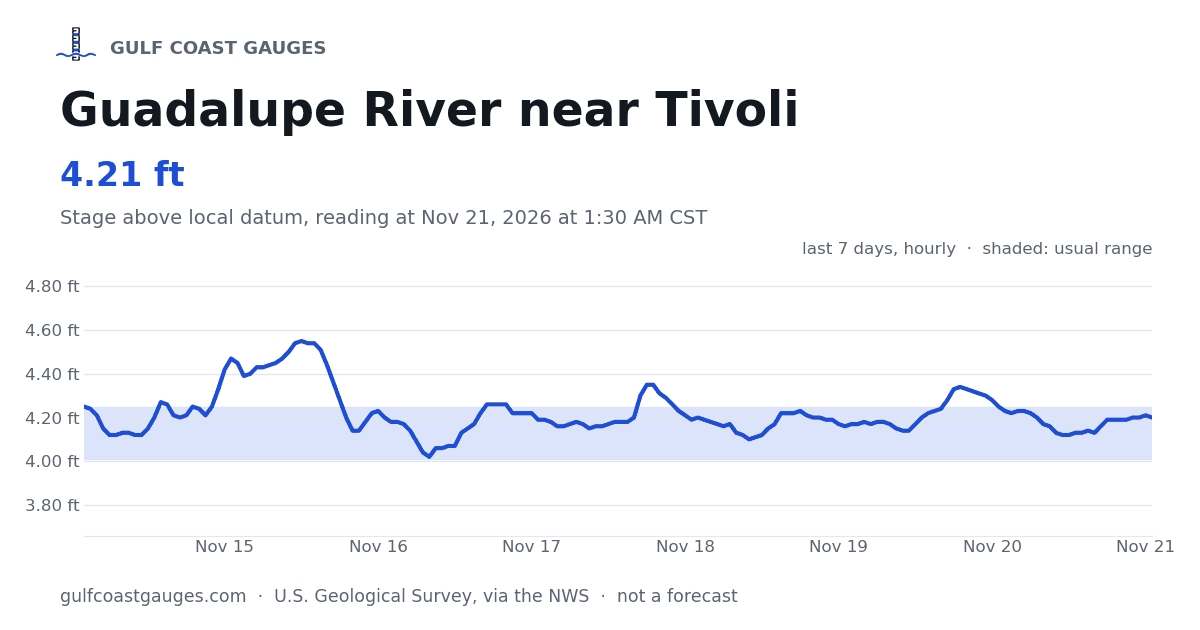 GULF COAST GAUGES
Guadalupe River near Tivoli
4.21 ft
Stage above local datum, reading at Nov 21, 2026 at 1:30 AM CST
last 7 days, hourly · shaded: usual range
4.80 ft
4.60 ft
4.40 ft
4.20 ft
4.00 ft
3.80 ft
Nov 15 Nov 16 Nov 17 Nov 18 Nov 19 Nov 20 Nov 21
gulfcoastgauges.com · U.S. Geological Survey, via the NWS · not a forecast